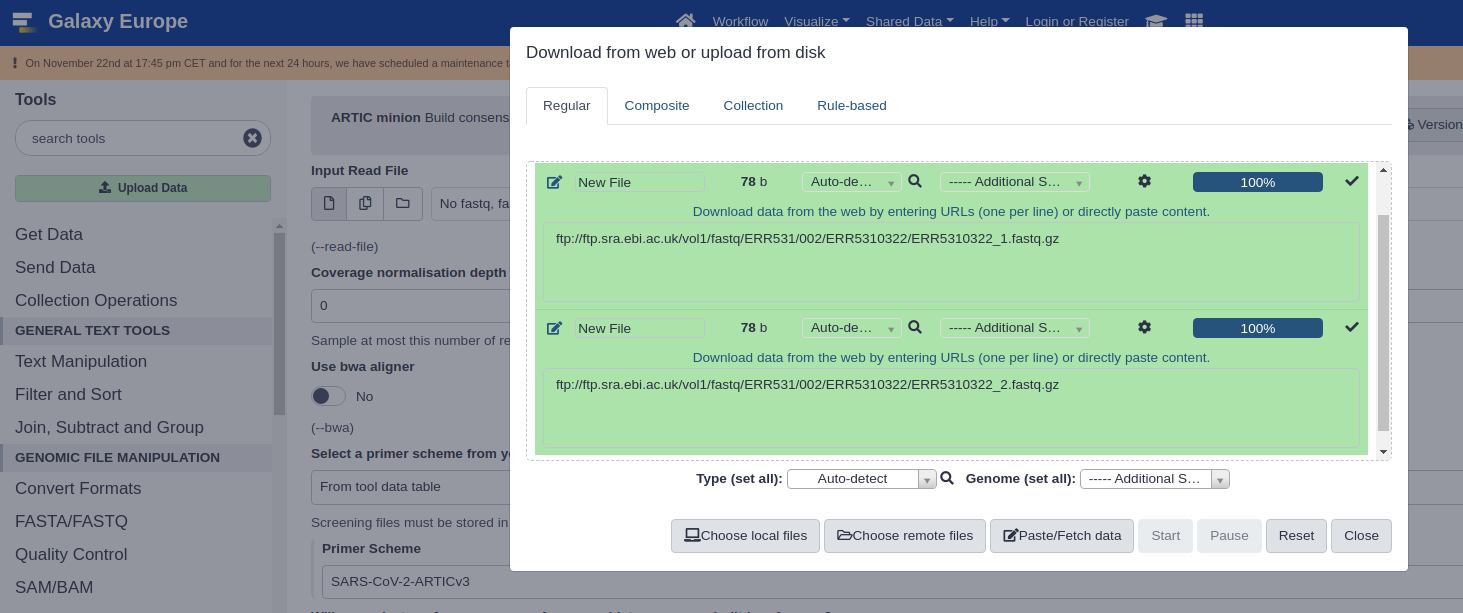 Galaxy Europe
Workflow Visualize Shared Data Help Login or Register
On November 22nd at 17:45 pm CET and for the next 24 hours, we have scheduled a maintenance
Tools
search tools
Upload Data
Get Data
Send Data
Collection Operations
GENERAL TEXT TOOLS
Text Manipulation
Filter and Sort
Join, Subtract and Group
GENOMIC FILE MANIPULATION
Convert Formats
FASTA/FASTQ
Quality Control
SAM/BAM
ARTIC minion Build consens
Version
Input Read File
No fastq, fa
(--read-file)
Coverage normalisation depth
0
Sample at most this number of re
Use bwa aligner
No
(--bwa)
Select a primer scheme from y
From tool data table
Screening files must be stored in
Primer Scheme
SARS-CoV-2-ARTICv3
Download from web or upload from disk
Regular Composite Collection Rule-based
New File 78 b Auto-de... ----- Additional S... 100%
Download data from the web by entering URLs (one per line) or directly paste content.
ftp://ftp.sra.ebi.ac.uk/vol1/fastq/ERR531/002/ERR5310322/ERR5310322_1.fastq.gz
New File 78 b Auto-de... ----- Additional S... 100%
Download data from the web by entering URLs (one per line) or directly paste content.
ftp://ftp.sra.ebi.ac.uk/vol1/fastq/ERR531/002/ERR5310322/ERR5310322_2.fastq.gz
Type (set all): Auto-detect Genome (set all): ----- Additional S...
Choose local files Choose remote files Paste/Fetch data Start Pause Reset Close